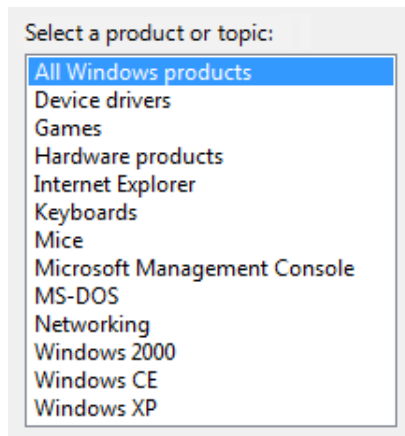 Select a product or topic:
All Windows products
Device drivers
Games
Hardware products
Internet Explorer
Keyboards
Mice
Microsoft Management Console
MS-DOS
Networking
Windows 2000
Windows CE
Windows XP